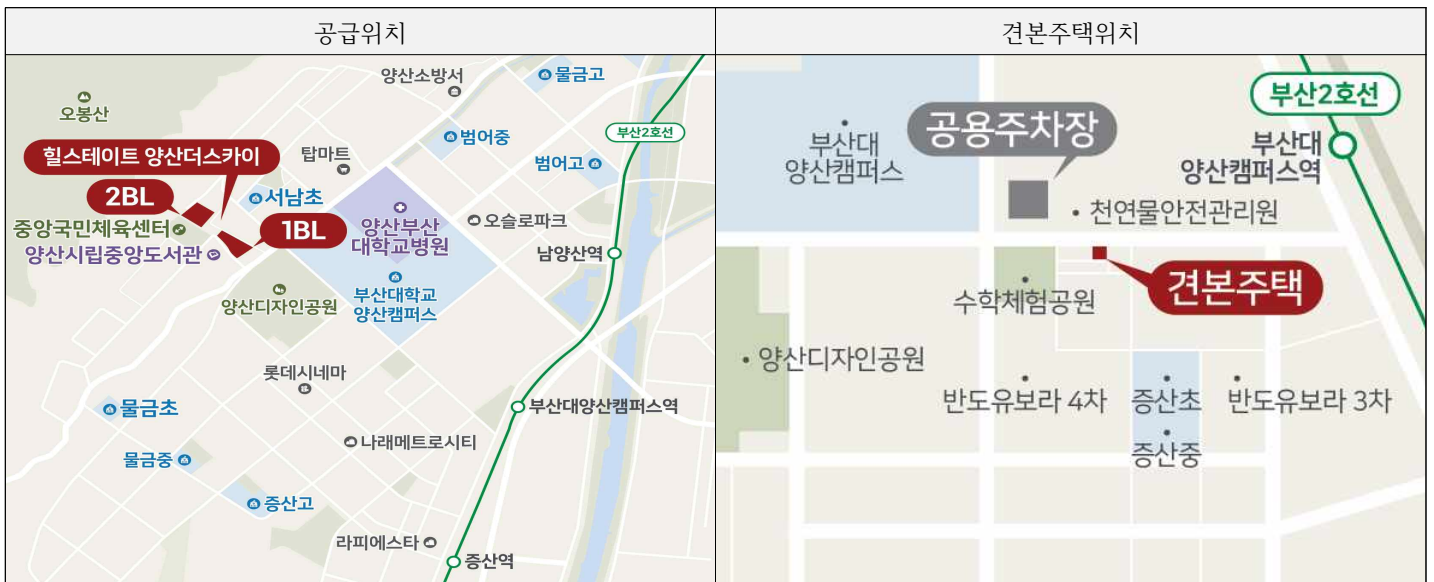 공급위치
양산소방서
물금고
오봉산
부산2호선
범어중
힐스테이트 양산더스카이
탑마트
범어고
2BL
서남초
오슬로파크
중앙국민체육센터
1BL
양산부산
대학교병원
양산시립중앙도서관
남양산역
부산대학교
양산캠퍼스
양산디자인공원
롯데시네마
물금초
부산대양산캠퍼스역
나래메트로시티
물금중
증산고
라피에스타
증산역
견본주택위치
부산2호선
공용주차장
부산대
양산캠퍼스
부산대
양산캠퍼스역
천연물안전관리원
견본주택
수학체험공원
양산디자인공원
반도유보라 4차
증산초
반도유보라 3차
증산중